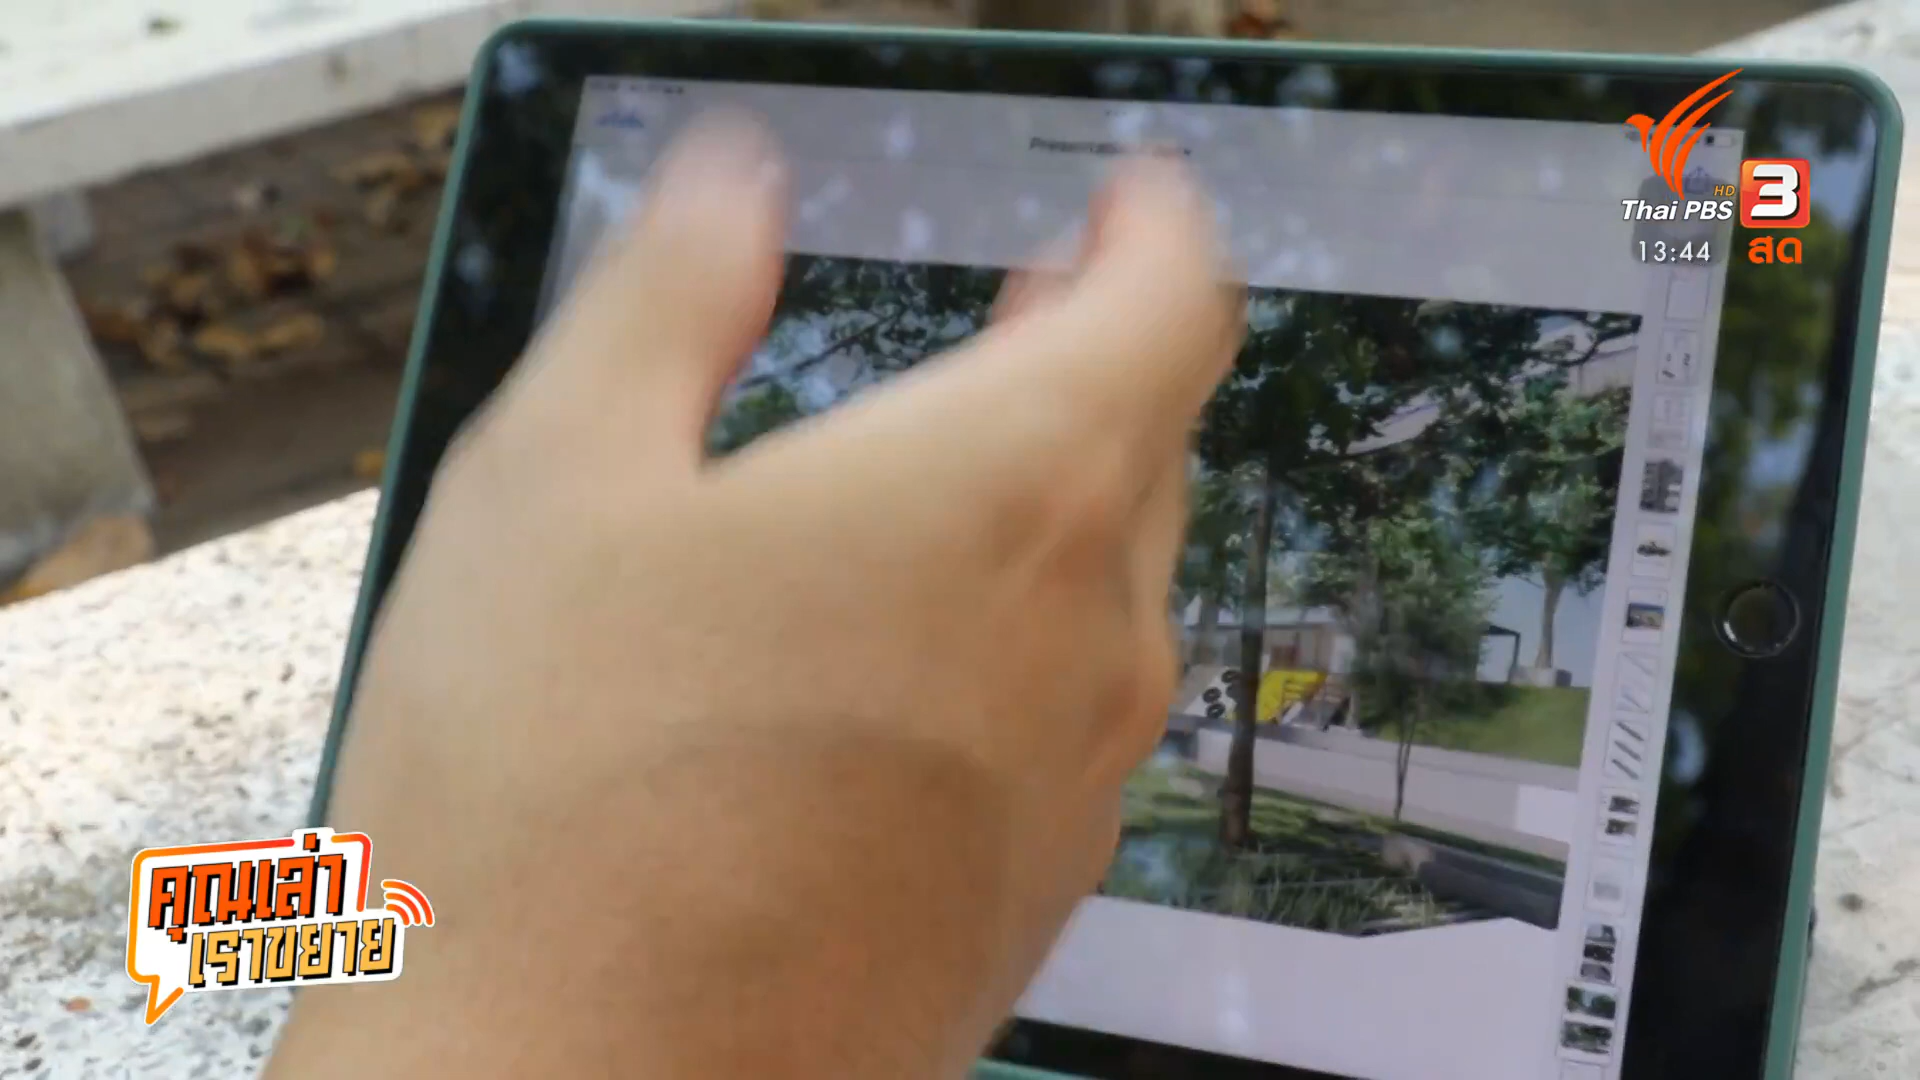 Presentation
HD
Thai PBS
3
13:44
สด
คุณเล่า
เราขยาย